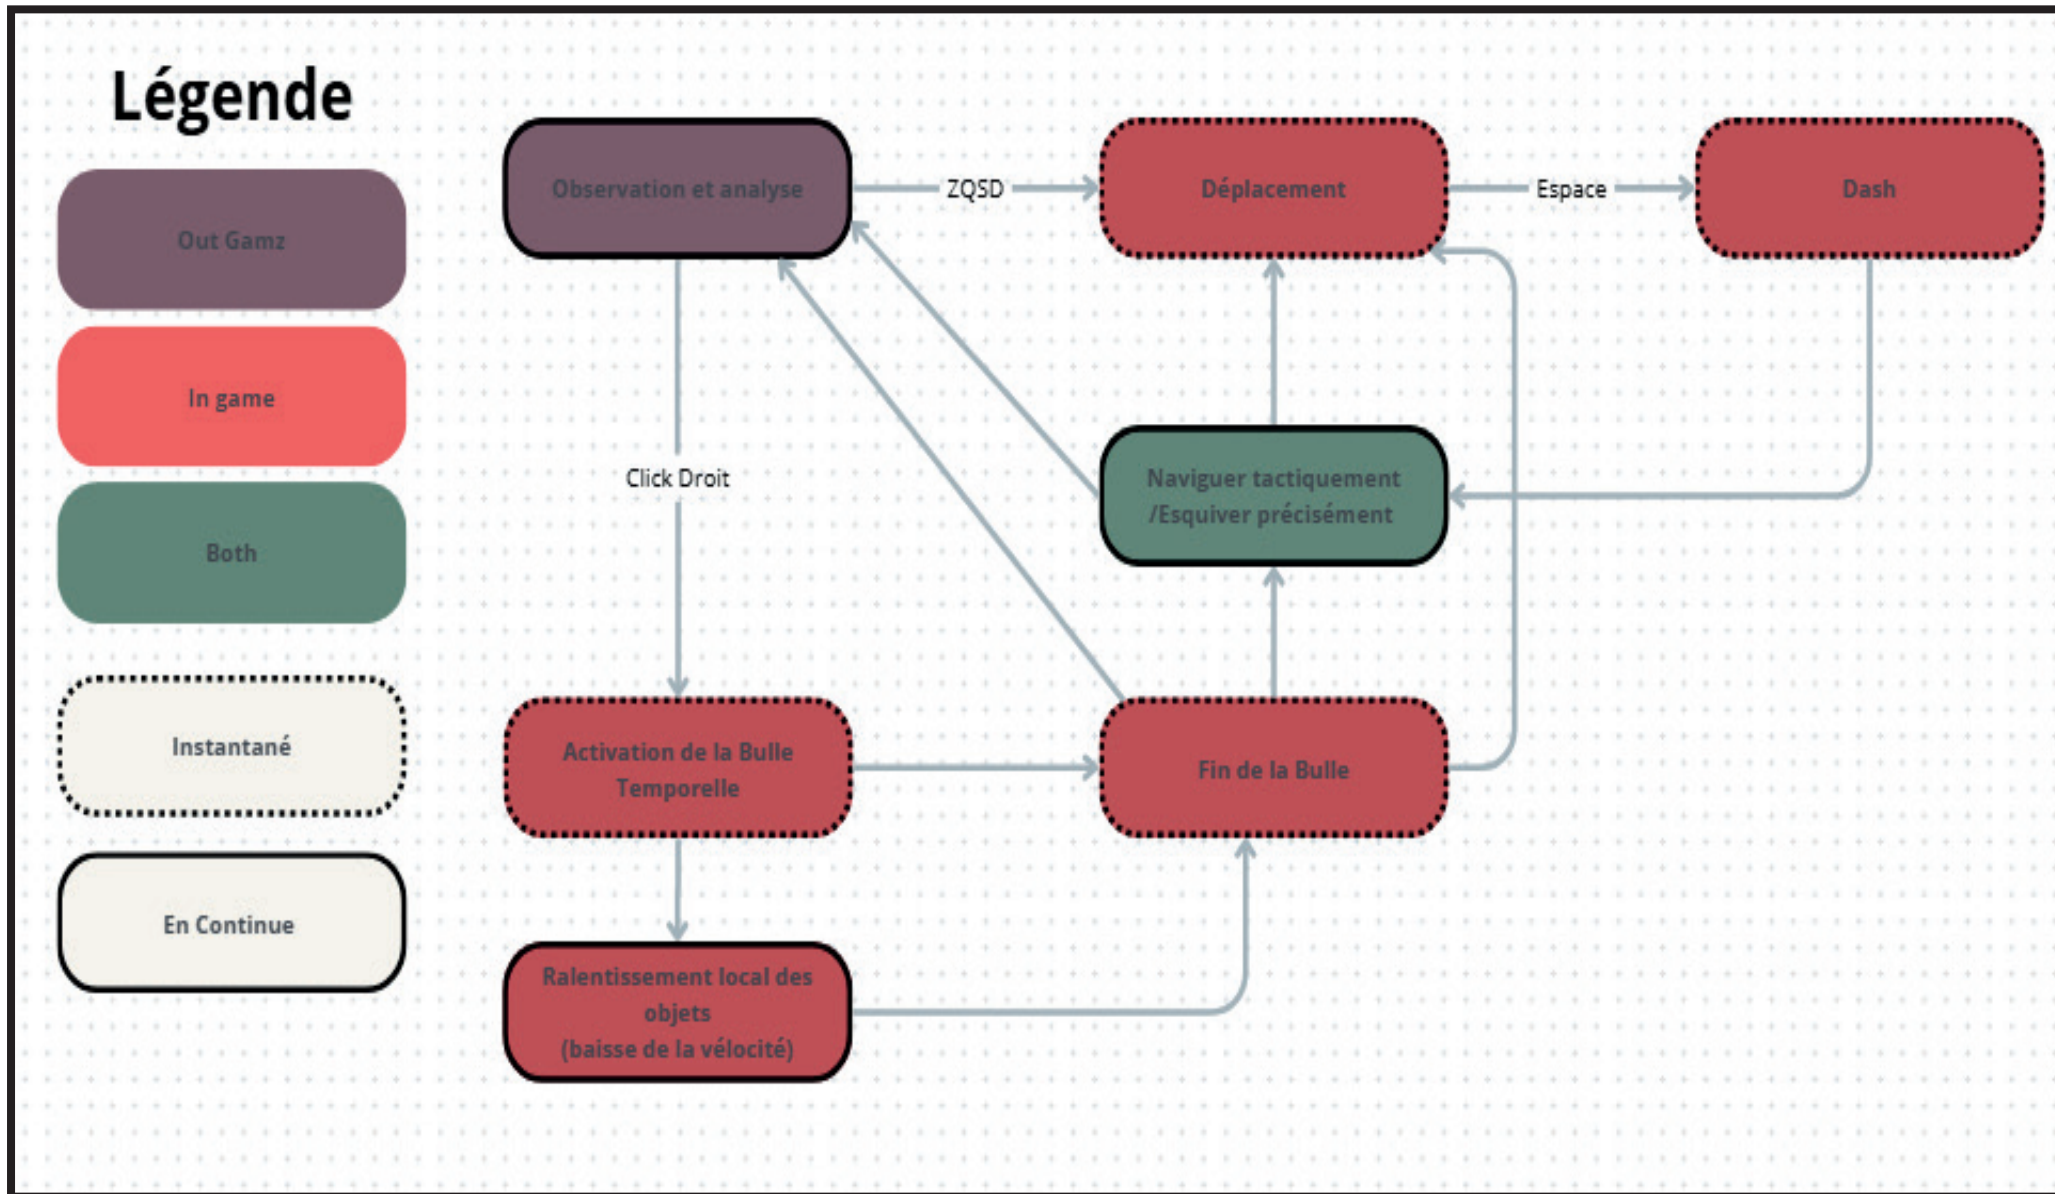 Légende
Out Gamz
In game
Both
Instantané
En Continue
Observation et analyse
ZQSD
Déplacement
Espace
Dash
Click Droit
Naviguer tactiquement
/Esquiver précisément
Activation de la Bulle
Temporelle
Fin de la Bulle
Ralentissement local des
objets
(baisse de la vélocité)